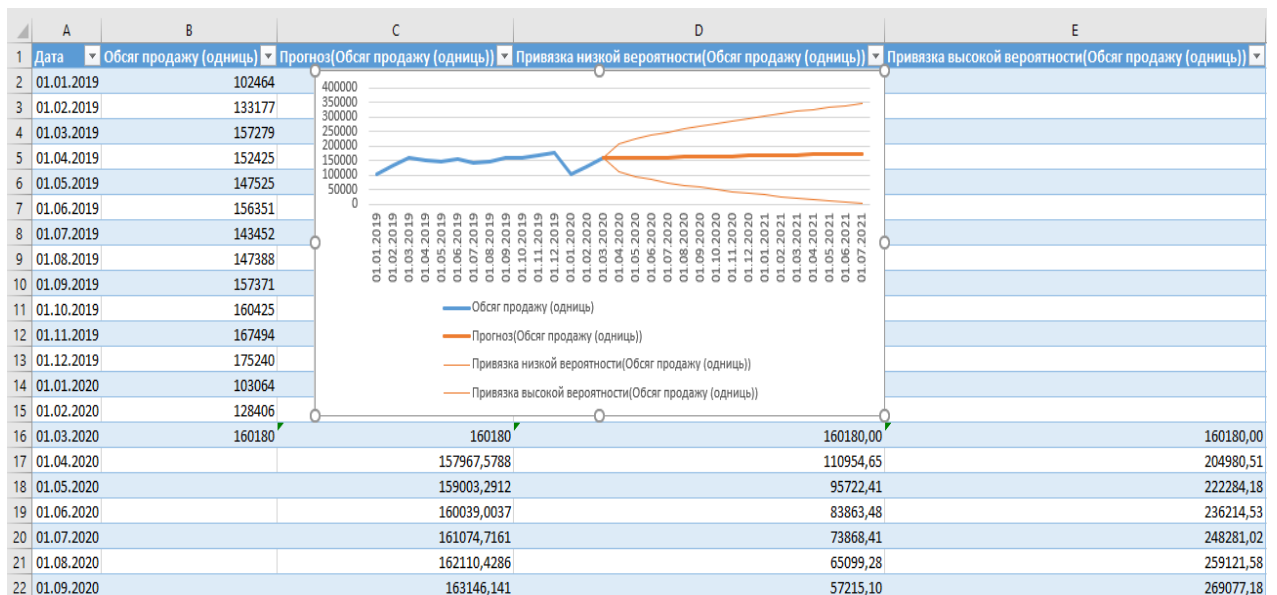 A B C D E
1 Дата Обсяг продажу (одниць) Прогноз(Обсяг продажу (одниць)) Привязка низкой вероятности(Обсяг продажу (одниць)) Привязка высокой вероятности(Обсяг продажу (одниць))
2 01.01.2019 102464
3 01.02.2019 133177
4 01.03.2019 157279
5 01.04.2019 152425
6 01.05.2019 147525
7 01.06.2019 156351
8 01.07.2019 143452
9 01.08.2019 147388
10 01.09.2019 157371
11 01.10.2019 160425
12 01.11.2019 167494
13 01.12.2019 175240
14 01.01.2020 103064
15 01.02.2020 128406
400000
350000
300000
250000
200000
150000
100000
50000
0
01.01.2019
01.02.2019
01.03.2019
01.04.2019
01.05.2019
01.06.2019
01.07.2019
01.08.2019
01.09.2019
01.10.2019
01.11.2019
01.12.2019
01.01.2020
01.02.2020
01.03.2020
01.04.2020
01.05.2020
01.06.2020
01.07.2020
01.08.2020
01.09.2020
01.10.2020
01.11.2020
01.12.2020
01.01.2021
01.02.2021
01.03.2021
01.04.2021
01.05.2021
01.06.2021
01.07.2021
Обсяг продажу (одниць)
Прогноз(Обсяг продажу (одниць))
Привязка низкой вероятности(Обсяг продажу (одниць))
Привязка высокой вероятности(Обсяг продажу (одниць))
16 01.03.2020 160180 160180 160180,00 160180,00
17 01.04.2020 157967,5788 110954,65 204980,51
18 01.05.2020 159003,2912 95722,41 222284,18
19 01.06.2020 160039,0037 83863,48 236214,53
20 01.07.2020 161074,7161 73868,41 248281,02
21 01.08.2020 162110,4286 65099,28 259121,58
22 01.09.2020 163146,141 57215,10 269077,18